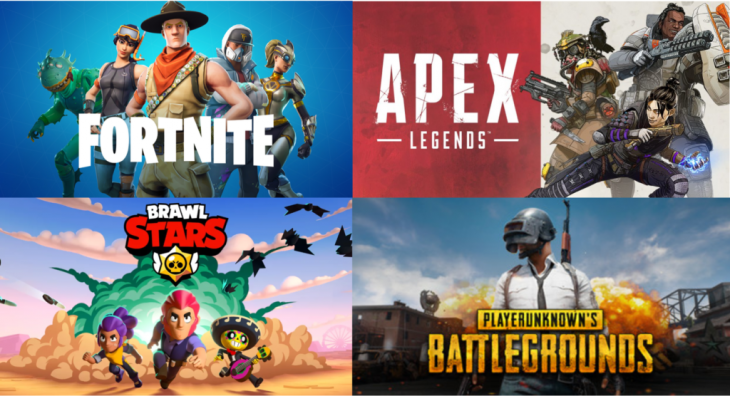 FORTNITE
APEX
LEGENDS
BRAWL
STARS
PLAYERUNKNOWN'S
BATTLEGROUNDS